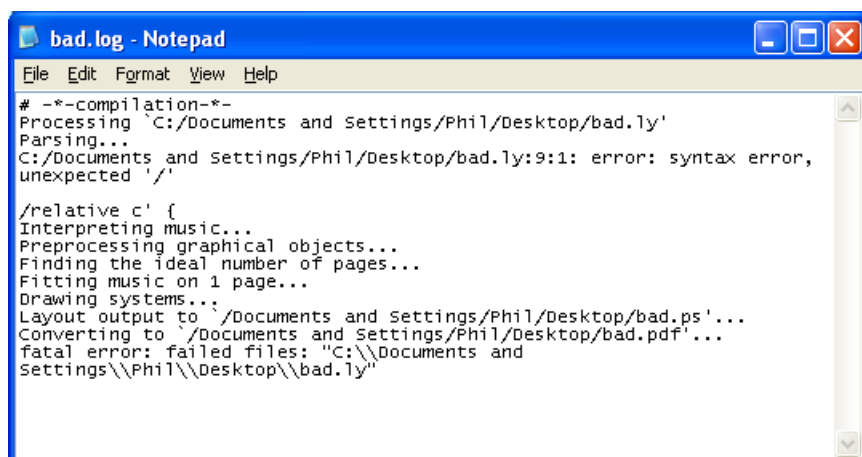 bad.log - Notepad
File Edit Format View Help
# -*-compilation-*-
Processing `C:/Documents and Settings/Phil/Desktop/bad.ly'
Parsing...
C:/Documents and Settings/Phil/Desktop/bad.ly:9:1: error: syntax error,
unexpected '/'
/relative c' {
Interpreting music...
Preprocessing graphical objects...
Finding the ideal number of pages...
Fitting music on 1 page...
Drawing systems...
Layout output to `/Documents and Settings/Phil/Desktop/bad.ps'...
Converting to `/Documents and Settings/Phil/Desktop/bad.pdf'...
fatal error: failed files: "C:\\Documents and
Settings\\Phil\\Desktop\\bad.ly"